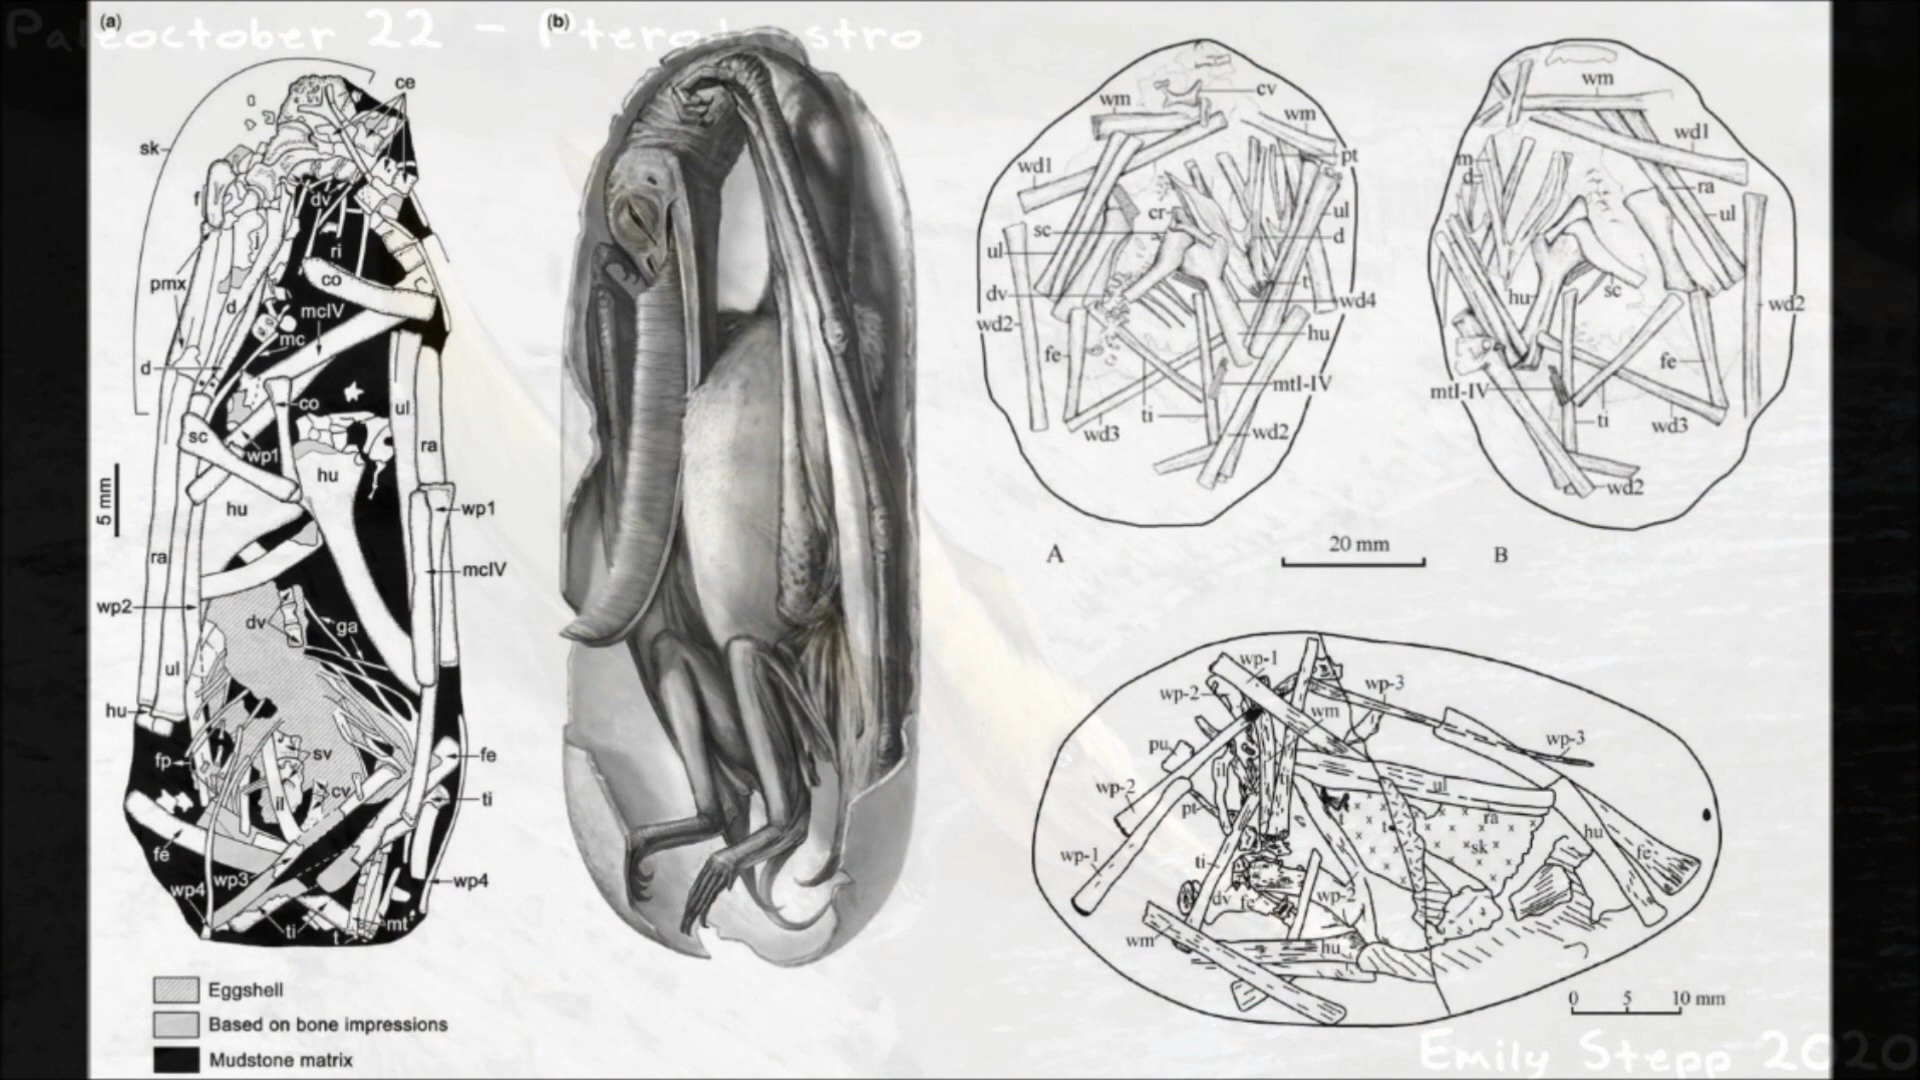 Paleoctober 22 - Pterodaustro
(a)
ce
sk
f
dv
j
ri
co
pmx
d
mcIV
mc
d
co
ul
sc
wp1
ra
hu
hu
wp1
5 mm
ra
mcIV
wp2
dv
ga
ul
hu
sv
fe
fp
cv
il
ti
fe
wp4
wp3
wp4
ti
t
mt
Eggshell
Based on bone impressions
Mudstone matrix
(b)
cv
wm
wm
pt
wd1
cr
ul
sc
d
ul
dv
t
wd4
wd2
hu
fe
mtI-IV
ti
wd3
wd2
A
20 mm
wm
wd1
m
d
ra
ul
hu
sc
wd2
fe
mtI-IV
ti
wd3
wd2
B
wp-1
wp-2
wp-3
wm
pu
wp-3
il
ti
wp-2
ul
pt
ra
hu
t
sk
wp-1
ti
fe
dv
fe
wp-2
wm
hu
0 5 10 mm
Emily Stepp 2020